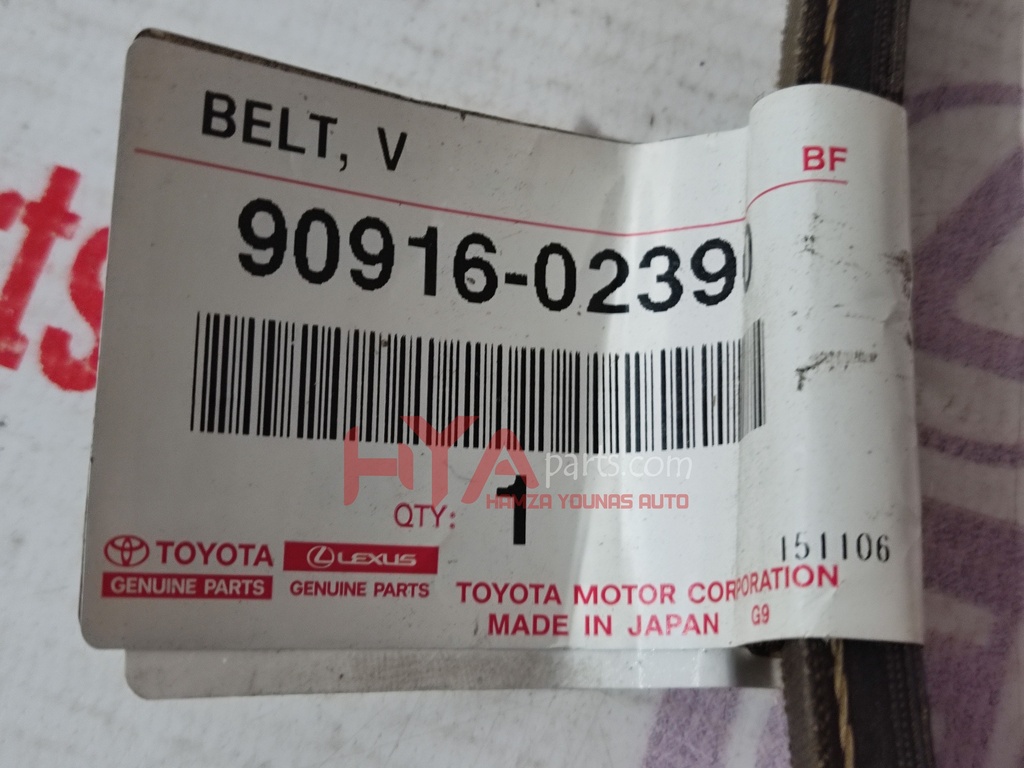 BELT, V
BF
90916-0239
HYAparts.com
HAMZA YOUNAS AUTO
QTY: 1
151106
TOYOTA
GENUINE PARTS
LEXUS
GENUINE PARTS
TOYOTA MOTOR CORPORATION
MADE IN JAPAN G9